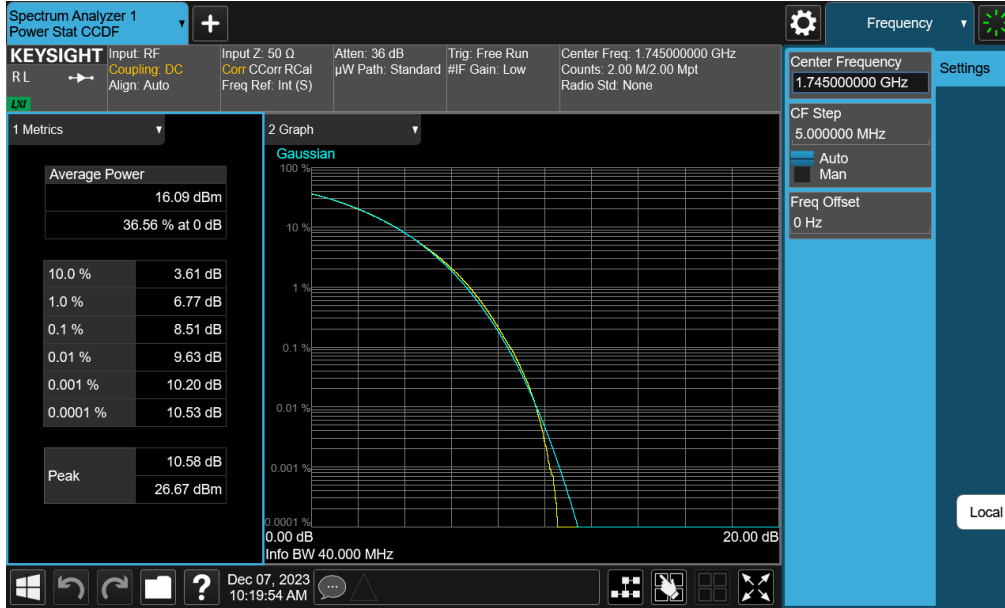 Spectrum Analyzer 1
Power Stat CCDF
+
Frequency
KEYSIGHT
RL
LXI
Input: RF
Coupling: DC
Align: Auto
Input Z: 50 Ω
Corr CCorr RCal
Freq Ref: Int (S)
Atten: 36 dB
µW Path: Standard
Trig: Free Run
#IF Gain: Low
Center Freq: 1.745000000 GHz
Counts: 2.00 M/2.00 Mpt
Radio Std: None
Center Frequency
1.745000000 GHz
Settings
CF Step
5.000000 MHz
Auto
Man
Freq Offset
0 Hz
Local
1 Metrics
Average Power
16.09 dBm
36.56 % at 0 dB
10.0 % 3.61 dB
1.0 % 6.77 dB
0.1 % 8.51 dB
0.01 % 9.63 dB
0.001 % 10.20 dB
0.0001 % 10.53 dB
Peak
10.58 dB
26.67 dBm
2 Graph
Gaussian
100 %
10 %
1 %
0.1 %
0.01 %
0.001 %
0.0001 %
0.00 dB 20.00 dB
Info BW 40.000 MHz
?
Dec 07, 2023
10:19:54 AM